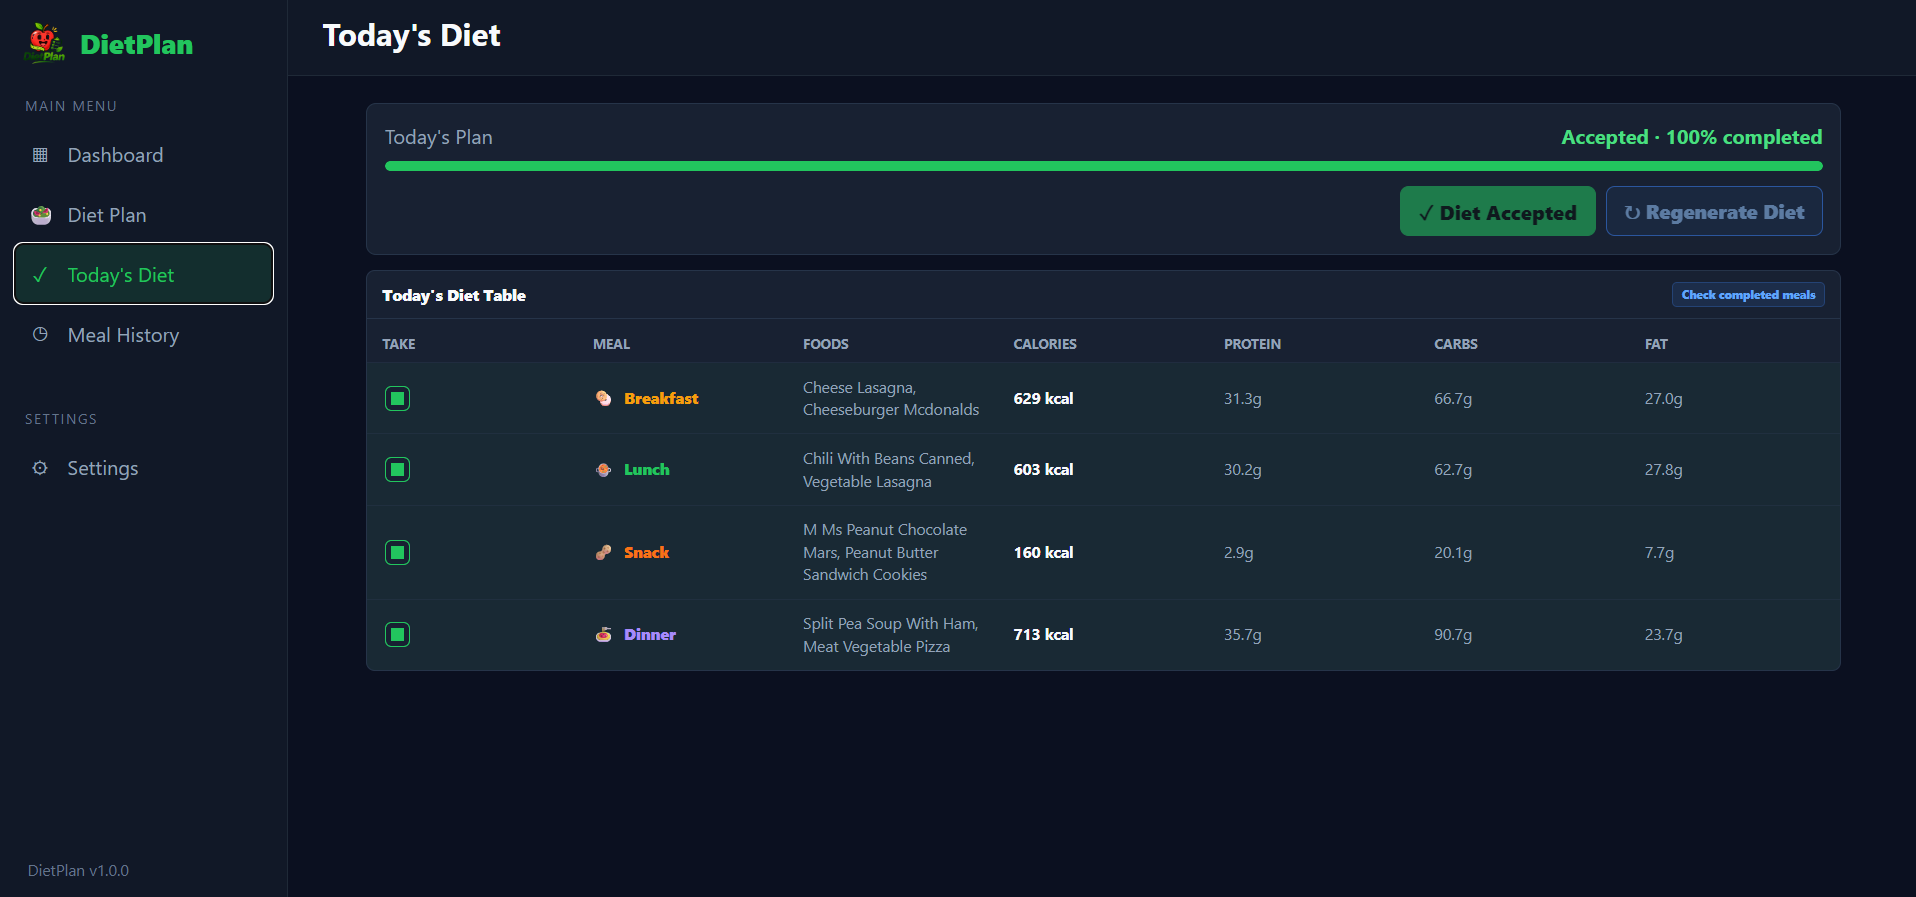 DietPlan
DietPlan
Today's Diet
MAIN MENU
Dashboard
Diet Plan
Today's Diet
Meal History
SETTINGS
Settings
DietPlan v1.0.0
Today's Plan
Accepted · 100% completed
✓ Diet Accepted
↻ Regenerate Diet
Today's Diet Table
Check completed meals
TAKE MEAL FOODS CALORIES PROTEIN CARBS FAT
Breakfast
Cheese Lasagna,
Cheeseburger Mcdonalds
629 kcal 31.3g 66.7g 27.0g
Lunch
Chili With Beans Canned,
Vegetable Lasagna
603 kcal 30.2g 62.7g 27.8g
Snack
M Ms Peanut Chocolate
Mars, Peanut Butter
Sandwich Cookies
160 kcal 2.9g 20.1g 7.7g
Dinner
Split Pea Soup With Ham,
Meat Vegetable Pizza
713 kcal 35.7g 90.7g 23.7g